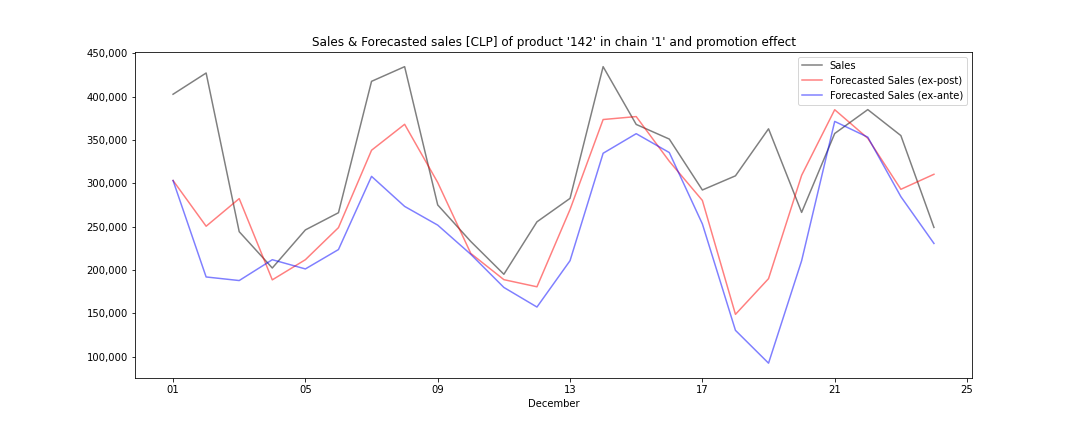 Sales & Forecasted sales [CLP] of product '142' in chain '1' and promotion effect
450,000
400,000
350,000
300,000
250,000
200,000
150,000
100,000
Sales
Forecasted Sales (ex-post)
Forecasted Sales (ex-ante)
01 05 09 13 17 21 25
December